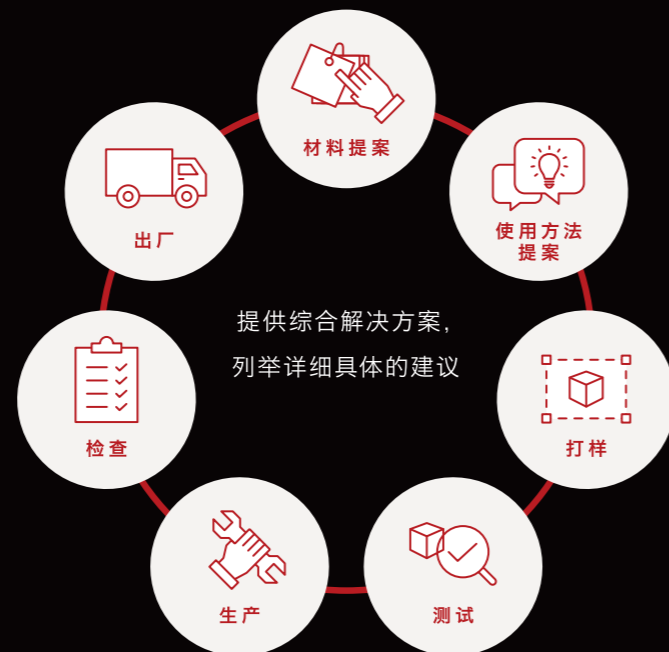 材料提案
使用方法
提案
打样
测试
生产
检查
出厂
提供综合解决方案,
列举详细具体的建议